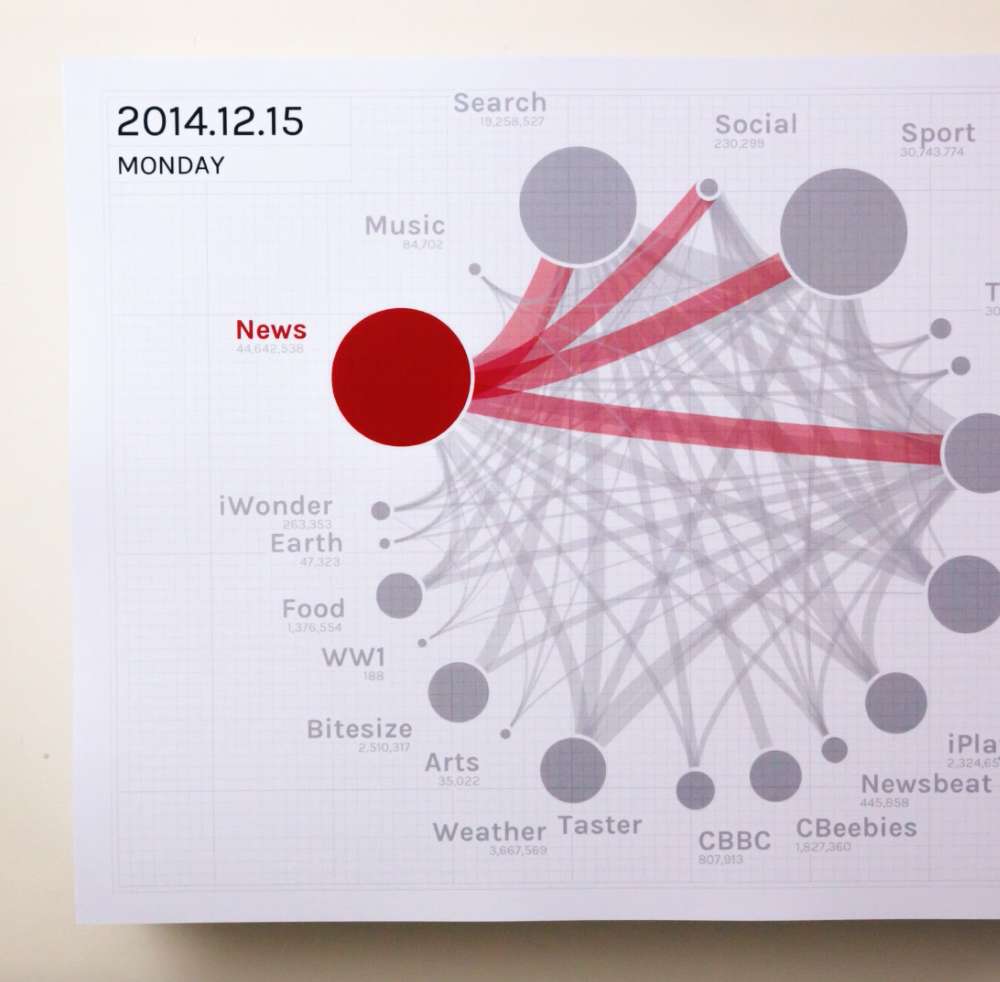 2014.12.15
MONDAY
Search
19,258,527
Social
230,299
Sport
30,743,774
Music
84,702
News
44,642,538
iWonder
263,353
Earth
47,323
Food
1,376,554
WW1
188
Bitesize
2,510,317
Arts
35,022
Weather
3,667,569
Taster
CBBC
807,913
CBeebies
1,827,360
Newsbeat
445,858
iPla
2,324,65
T
30